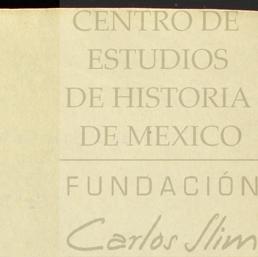 CENTRO DE
ESTUDIOS
DE HISTORIA
DE MEXICO
FUNDACIÓN
Carlos Slim